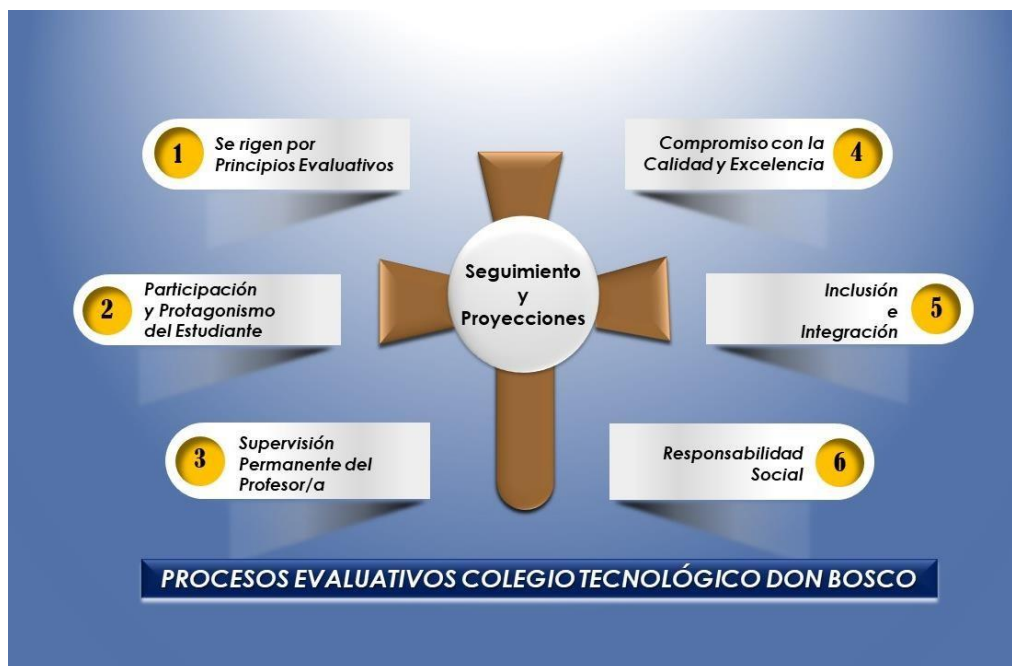 1
Se rigen por
Principios Evaluativos
2
Participación
y Protagonismo
del Estudiante
3
Supervisión
Permanente del
Profesor/a
Seguimiento
y
Proyecciones
Compromiso con la
Calidad y Excelencia
4
Inclusión
e
Integración
5
Responsabilidad
Social
6
PROCESOS EVALUATIVOS COLEGIO TECNOLÓGICO DON BOSCO